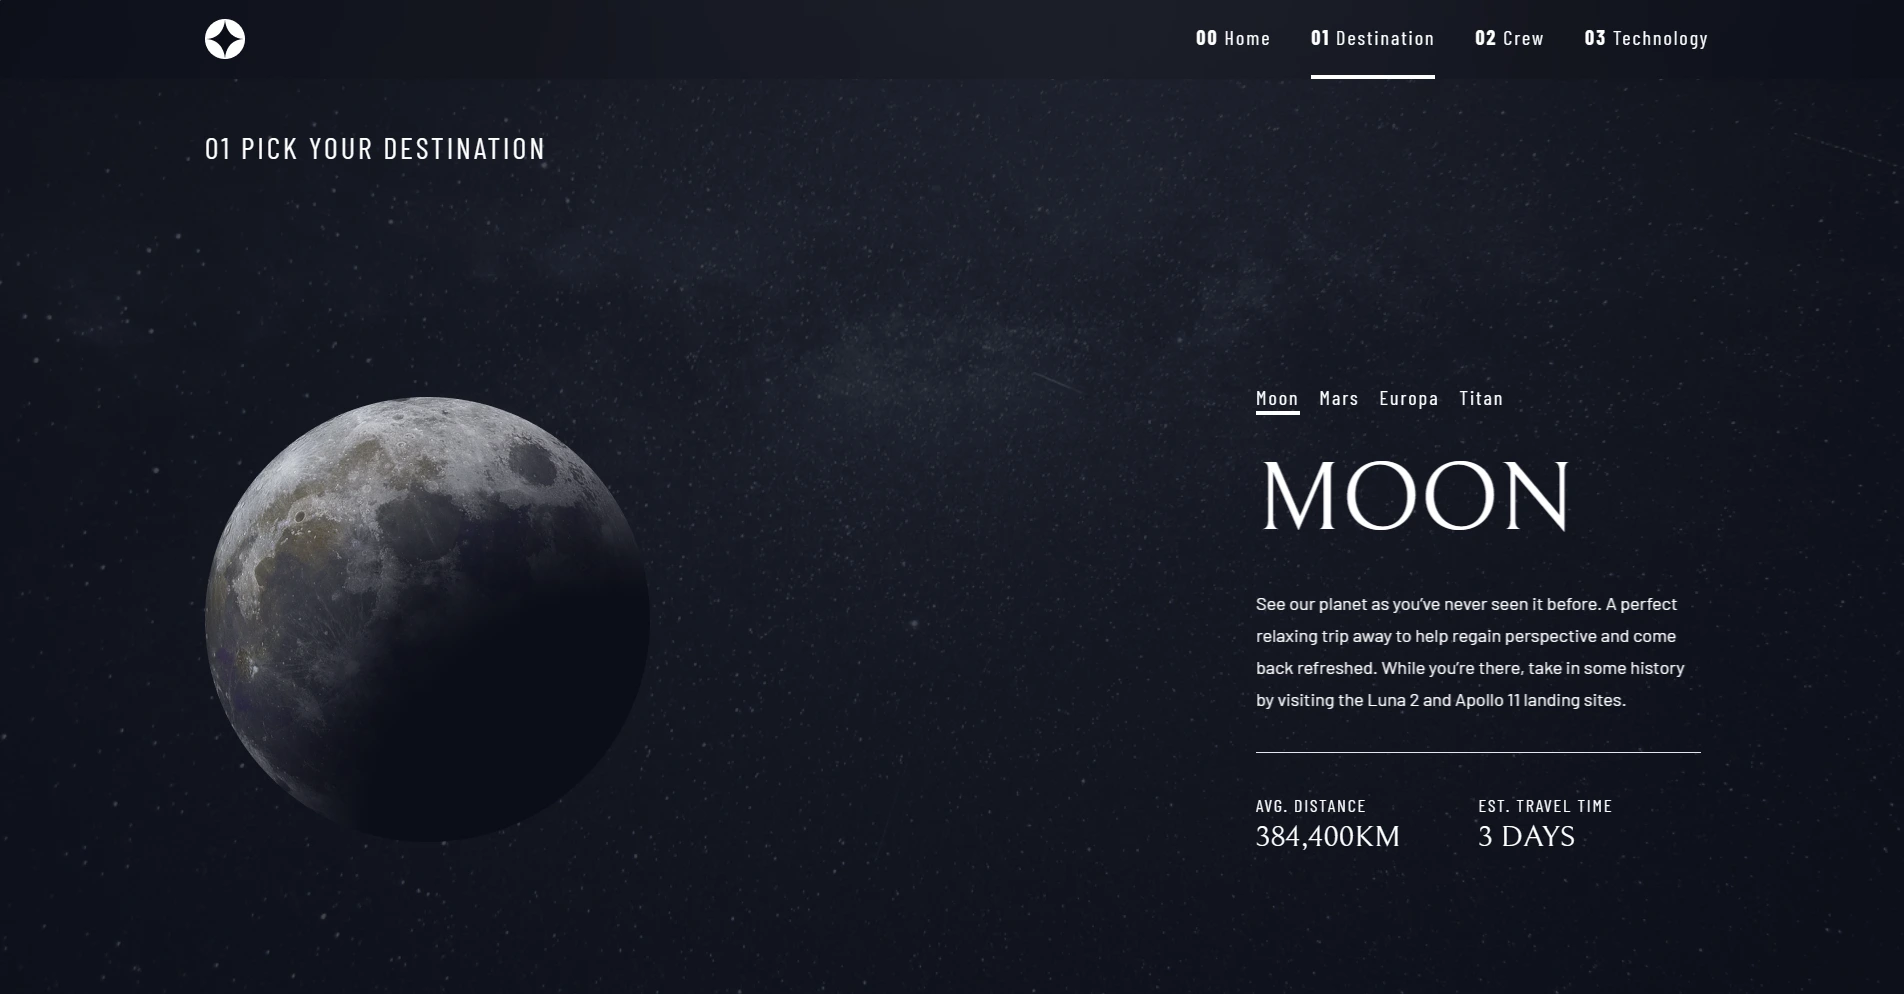 00 Home 01 Destination 02 Crew 03 Technology
01 PICK YOUR DESTINATION
Moon Mars Europa Titan
MOON
See our planet as you’ve never seen it before. A perfect
relaxing trip away to help regain perspective and come
back refreshed. While you’re there, take in some history
by visiting the Luna 2 and Apollo 11 landing sites.
AVG. DISTANCE
384,400KM
EST. TRAVEL TIME
3 DAYS